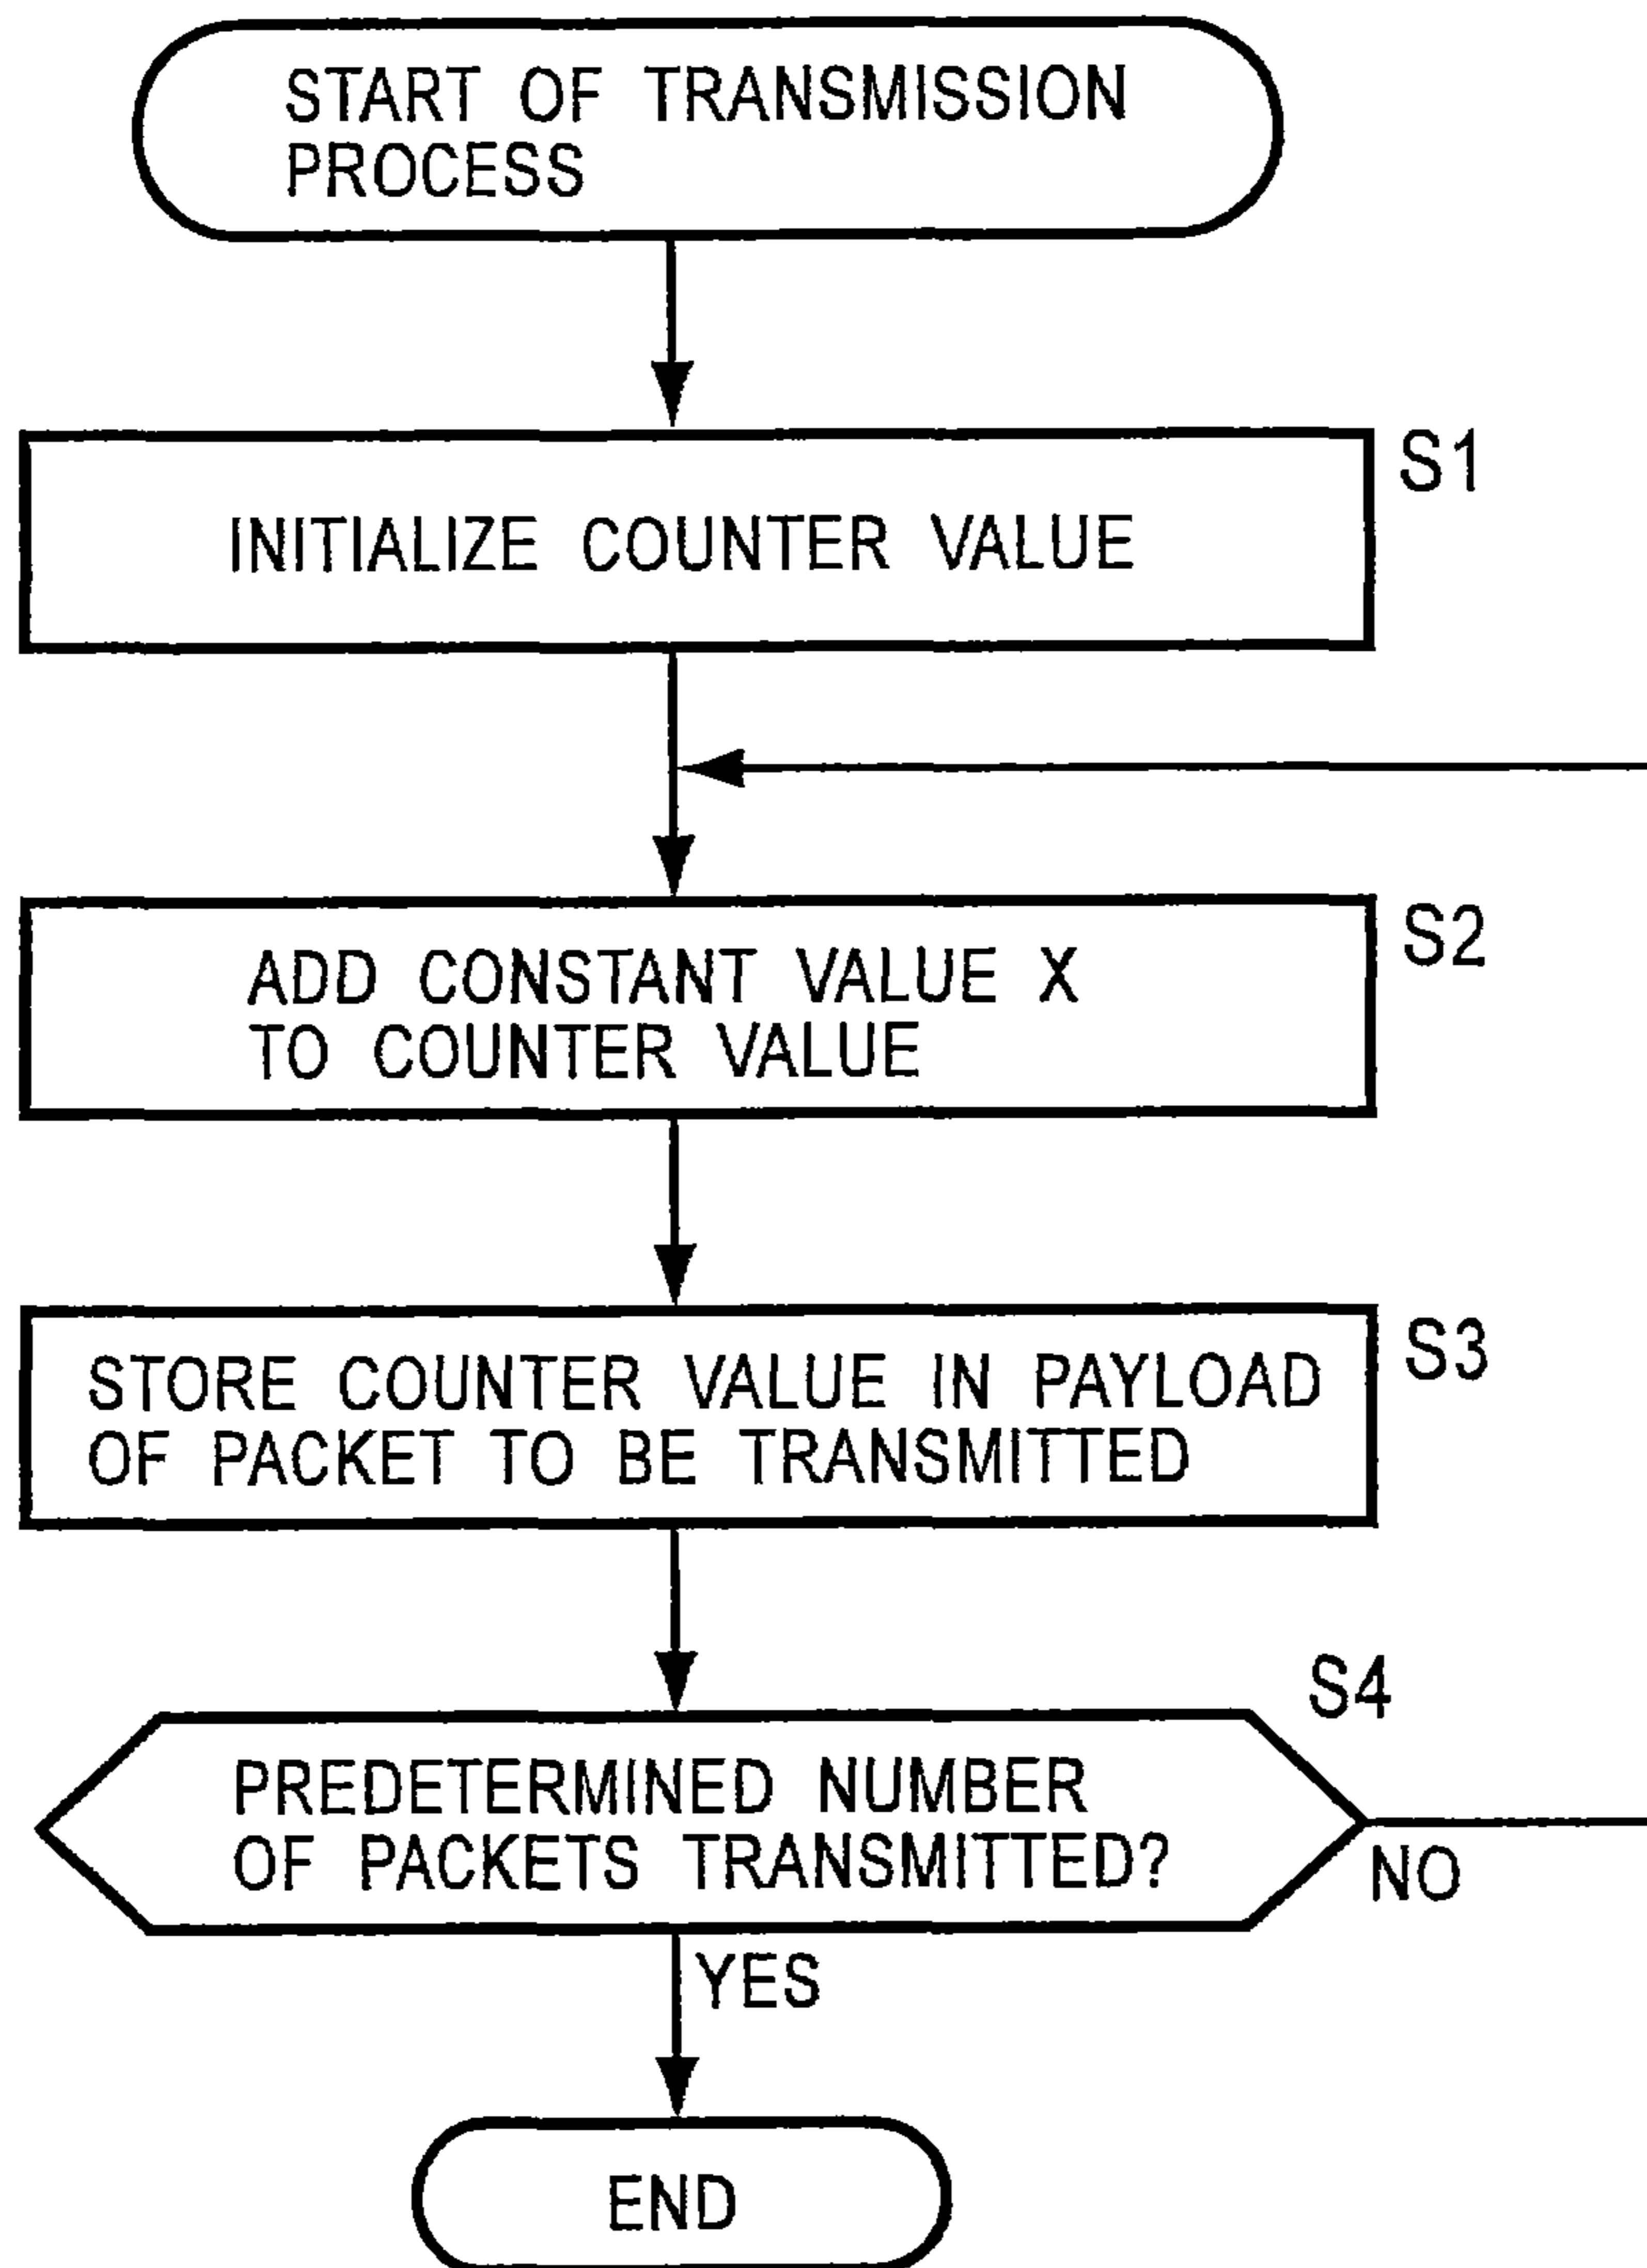 START OF TRANSMISSION
PROCESS
S1
INITIALIZE COUNTER VALUE
S2
ADD CONSTANT VALUE X
TO COUNTER VALUE
S3
STORE COUNTER VALUE IN PAYLOAD
OF PACKET TO BE TRANSMITTED
S4
PREDETERMINED NUMBER
OF PACKETS TRANSMITTED?
NO
YES
END